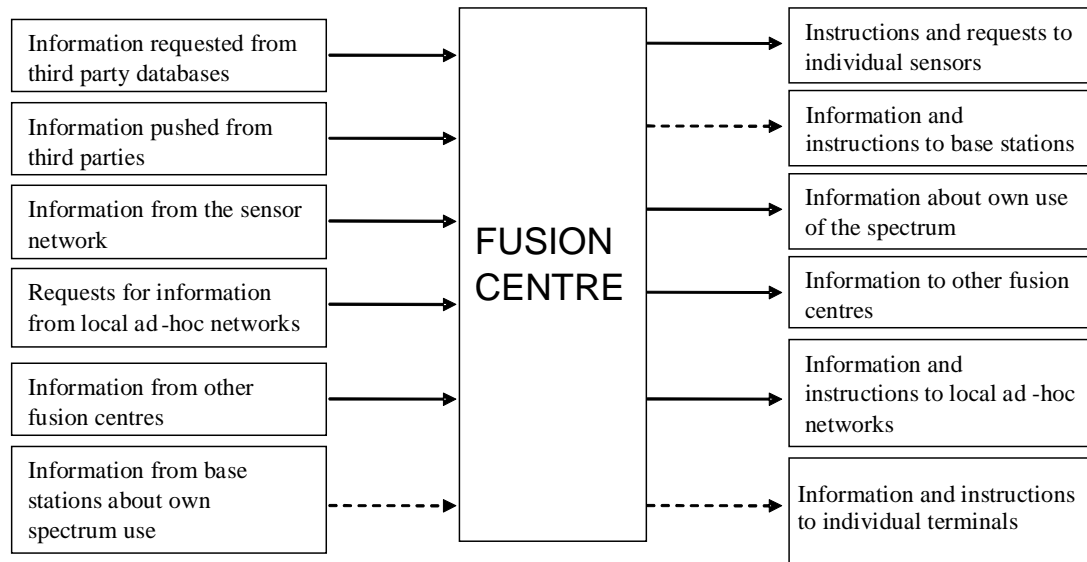 Information requested from
third party databases
Information pushed from
third parties
Information from the sensor
network
Requests for information
from local ad -hoc networks
Information from other
fusion centres
Information from base
stations about own
spectrum use
FUSION
CENTRE
Instructions and requests to
individual sensors
Information and
instructions to base stations
Information about own use
of the spectrum
Information to other fusion
centres
Information and
instructions to local ad -hoc
networks
Information and instructions
to individual terminals